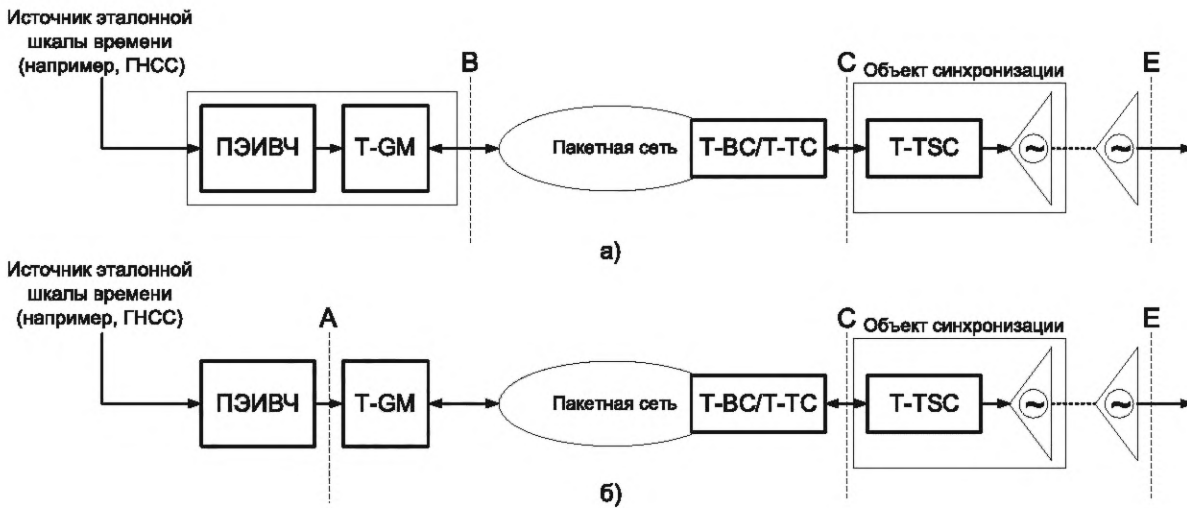 Источник эталонной
шкалы времени
(например, ГНСС)
B
C
Объект синхронизации
E
ПЭИВЧ
T-GM
Пакетная сеть
T-BC/T-TC
T-TSC
~
~
а)
Источник эталонной
шкалы времени
(например, ГНСС)
A
C
Объект синхронизации
E
ПЭИВЧ
T-GM
Пакетная сеть
T-BC/T-TC
T-TSC
~
~
б)